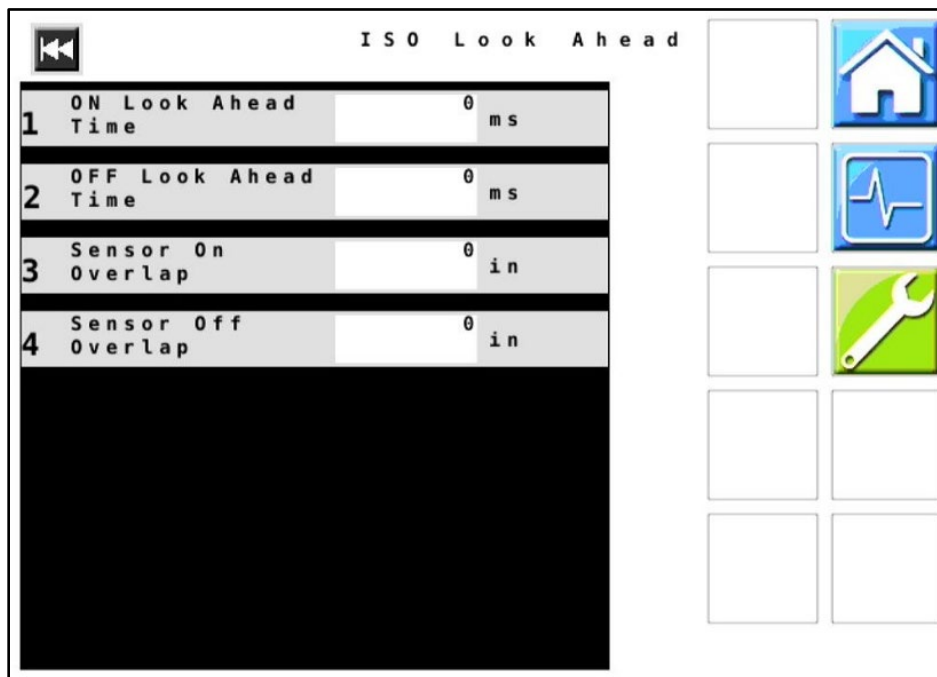 ISO Look Ahead
1 ON Look Ahead Time 0 ms
2 OFF Look Ahead Time 0 ms
3 Sensor On Overlap 0 in
4 Sensor Off Overlap 0 in